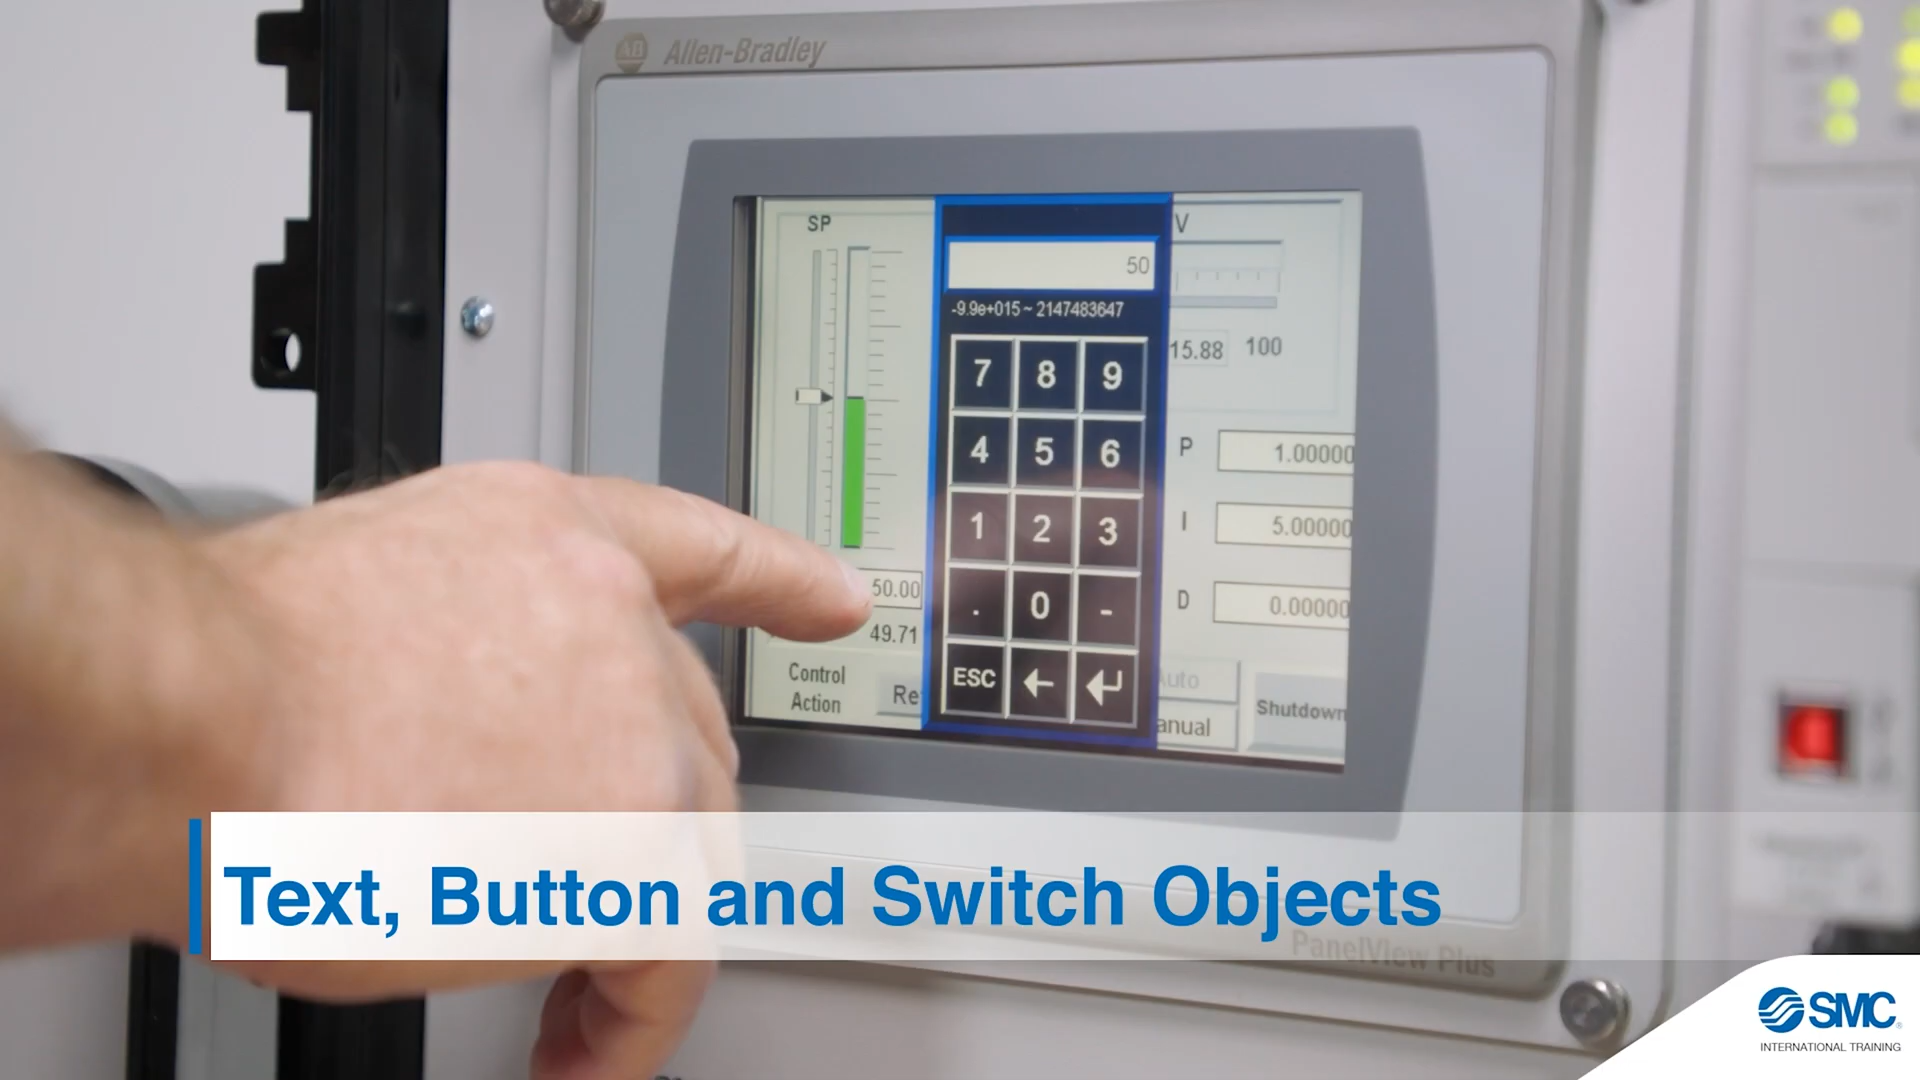 AB Allen-Bradley
SP
50
-9.9e+015 ~ 2147483647
7 8 9
4 5 6
1 2 3
. 0 -
ESC
V
15.88 100
P 1.00000
I 5.00000
D 0.00000
50.00
49.71
Control
Action
Re
Auto
anual
Shutdown
Text, Button and Switch Objects
PanelView Plus
SMC
INTERNATIONAL TRAINING